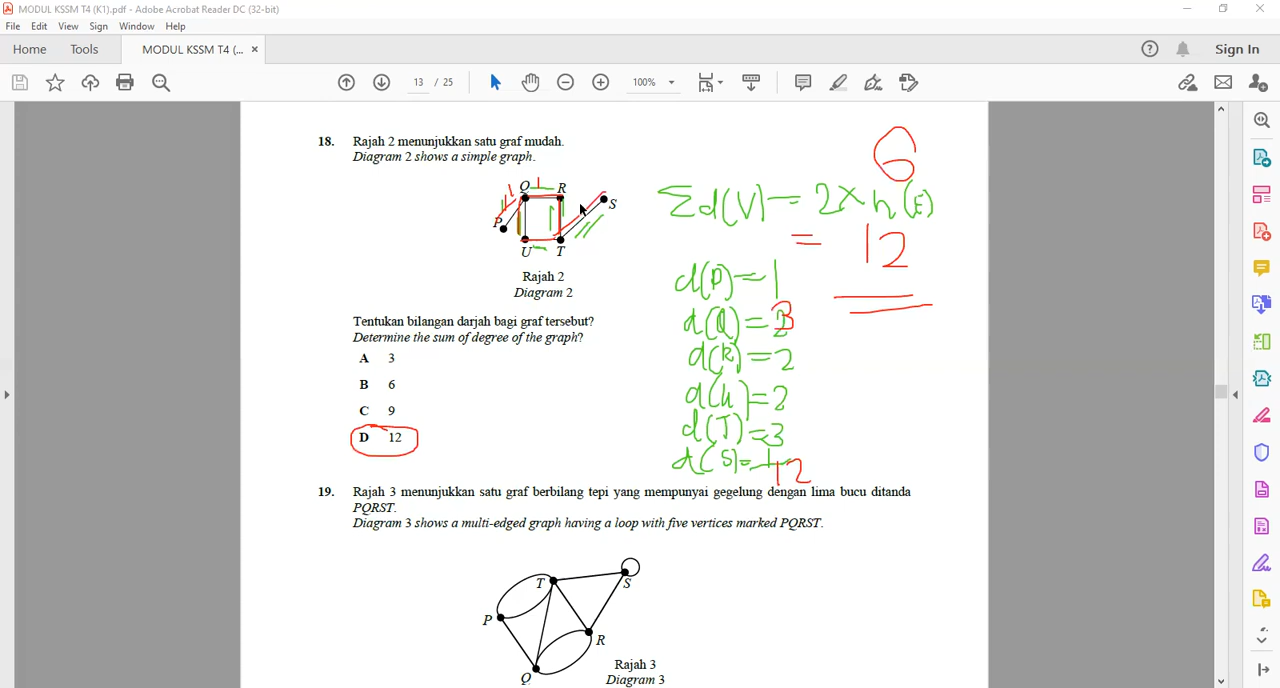 MODUL KSSM T4 (K1).pdf - Adobe Acrobat Reader DC (32-bit)
File Edit View Sign Window Help
Home Tools MODUL KSSM T4 (... × Sign In
13 / 25 100%
18. Rajah 2 menunjukkan satu graf mudah.
Diagram 2 shows a simple graph.
Q R
P S
U T
Rajah 2
Diagram 2
Tentukan bilangan darjah bagi graf tersebut?
Determine the sum of degree of the graph?
A 3
B 6
C 9
D 12
6
Σd(V) = 2 × n(E)
= 12
d(P) = 1
d(Q) = 3
d(R) = 2
d(U) = 2
d(T) = 3
d(S) = 1
12
19. Rajah 3 menunjukkan satu graf berbilang tepi yang mempunyai gegelung dengan lima bucu ditanda
PQRST.
Diagram 3 shows a multi-edged graph having a loop with five vertices marked PQRST.
T S
P R
Q
Rajah 3
Diagram 3